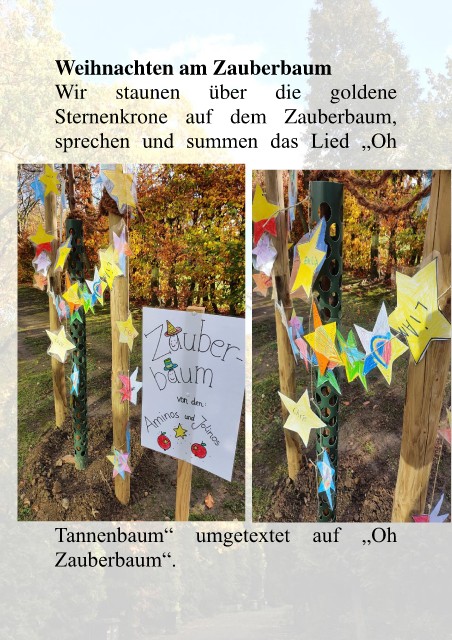 Weihnachten am Zauberbaum
Wir staunen über die goldene
Sternenkrone auf dem Zauberbaum,
sprechen und summen das Lied „Oh
Zauber-
baum
von den:
Aminos und Jolinos
Tannenbaum“ umgetextet auf „Oh
Zauberbaum“.